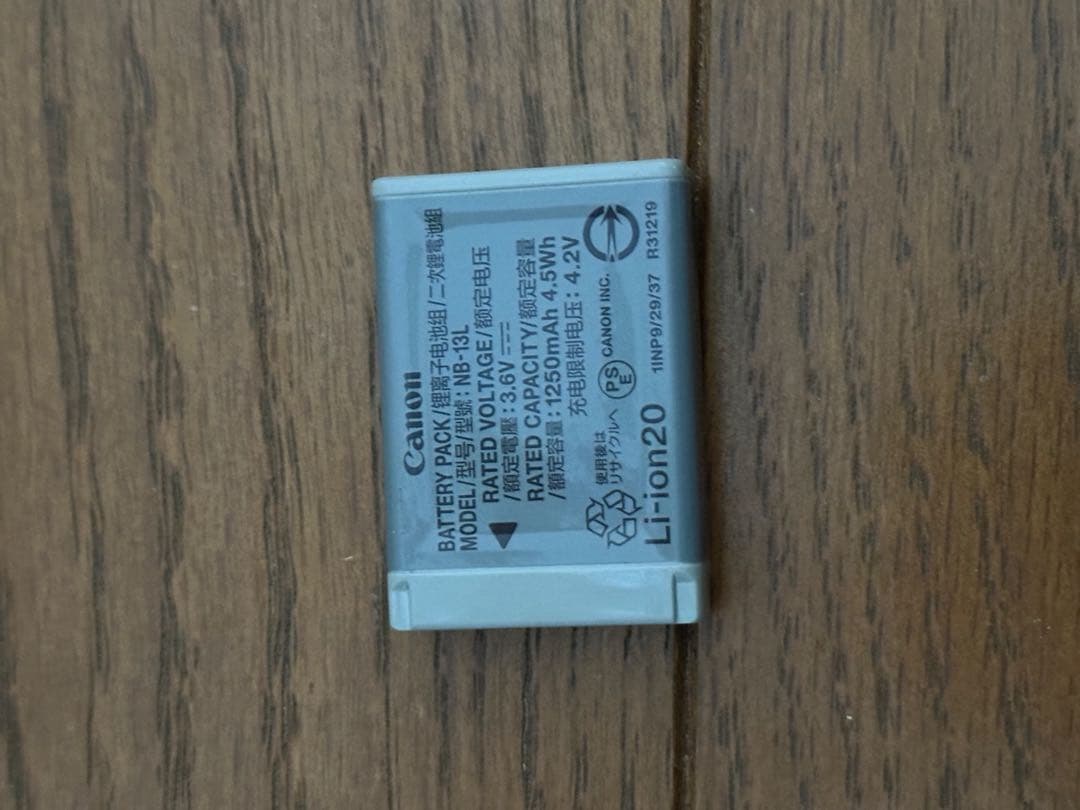 Canon
BATTERY PACK/锂离子电池组/二次鋰電池組
MODEL/型号/型號：NB-13L
RATED VOLTAGE/额定电压
/額定電壓：3.6V
RATED CAPACITY/额定容量
/額定容量：1250mAh 4.5Wh
充电限制电压：4.2V
使用後は
リサイクルへ
PS
E
CANON INC.
Li-ion20
1INP9/29/37
R31219